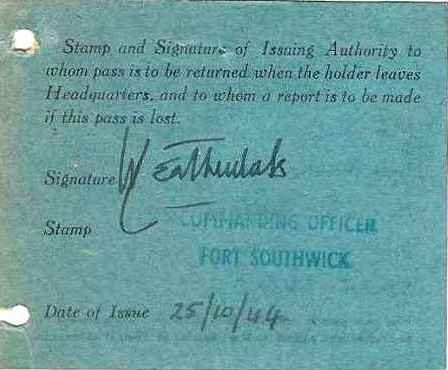 Stamp and Signature of Issuing Authority to
whom pass is to be returned when the holder leaves
Headquarters, and to whom a report is to be made
if this pass is lost.
Signature
Stamp
COMMANDING OFFICER
FORT SOUTHWICK
Date of Issue 25/10/44